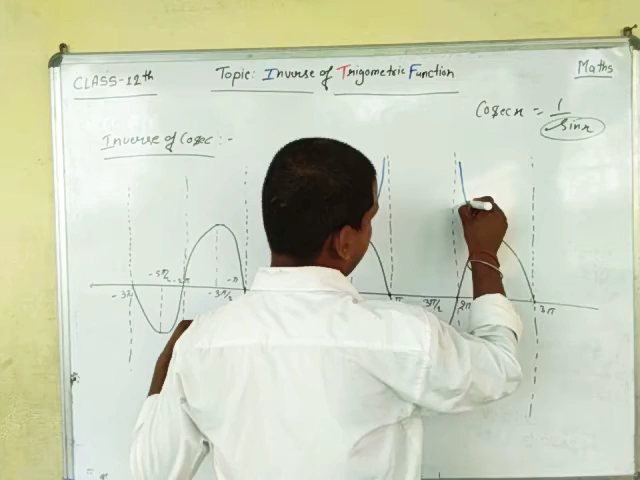 CLASS-12th
Topic: Inverse of Trigometric Function
Maths
Cosec x = 1/sinx
Inverse of Cosec :-
-3π -5π/2 -2π -3π/2 -π π 3π/2 2π 3π